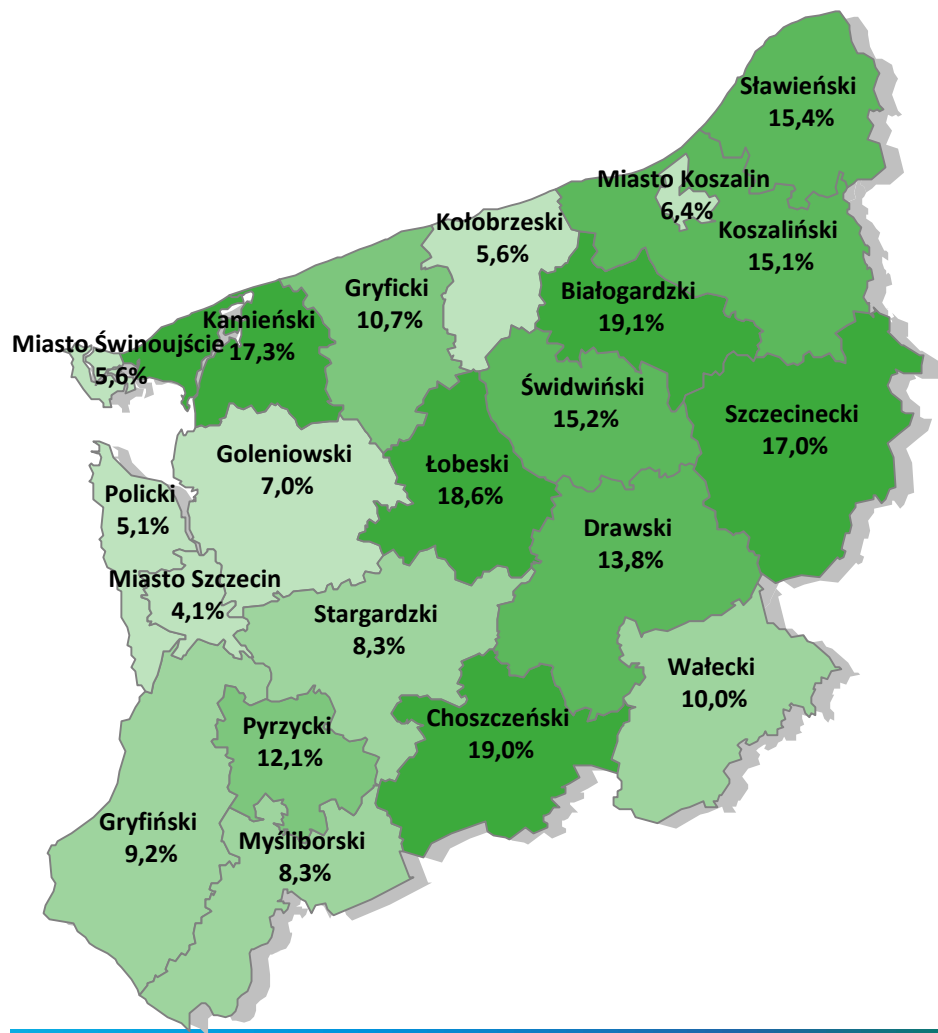 Sławieński
15,4%
Miasto Koszalin
6,4%
Kołobrzeski
5,6%
Koszaliński
15,1%
Gryficki
10,7%
Białogardzki
19,1%
Kamieński
17,3%
Miasto Świnoujście
5,6%
Świdwiński
15,2%
Szczecinecki
17,0%
Goleniowski
7,0%
Łobeski
18,6%
Policki
5,1%
Drawski
13,8%
Miasto Szczecin
4,1%
Stargardzki
8,3%
Wałecki
10,0%
Choszczeński
19,0%
Pyrzycki
12,1%
Gryfiński
9,2%
Myśliborski
8,3%